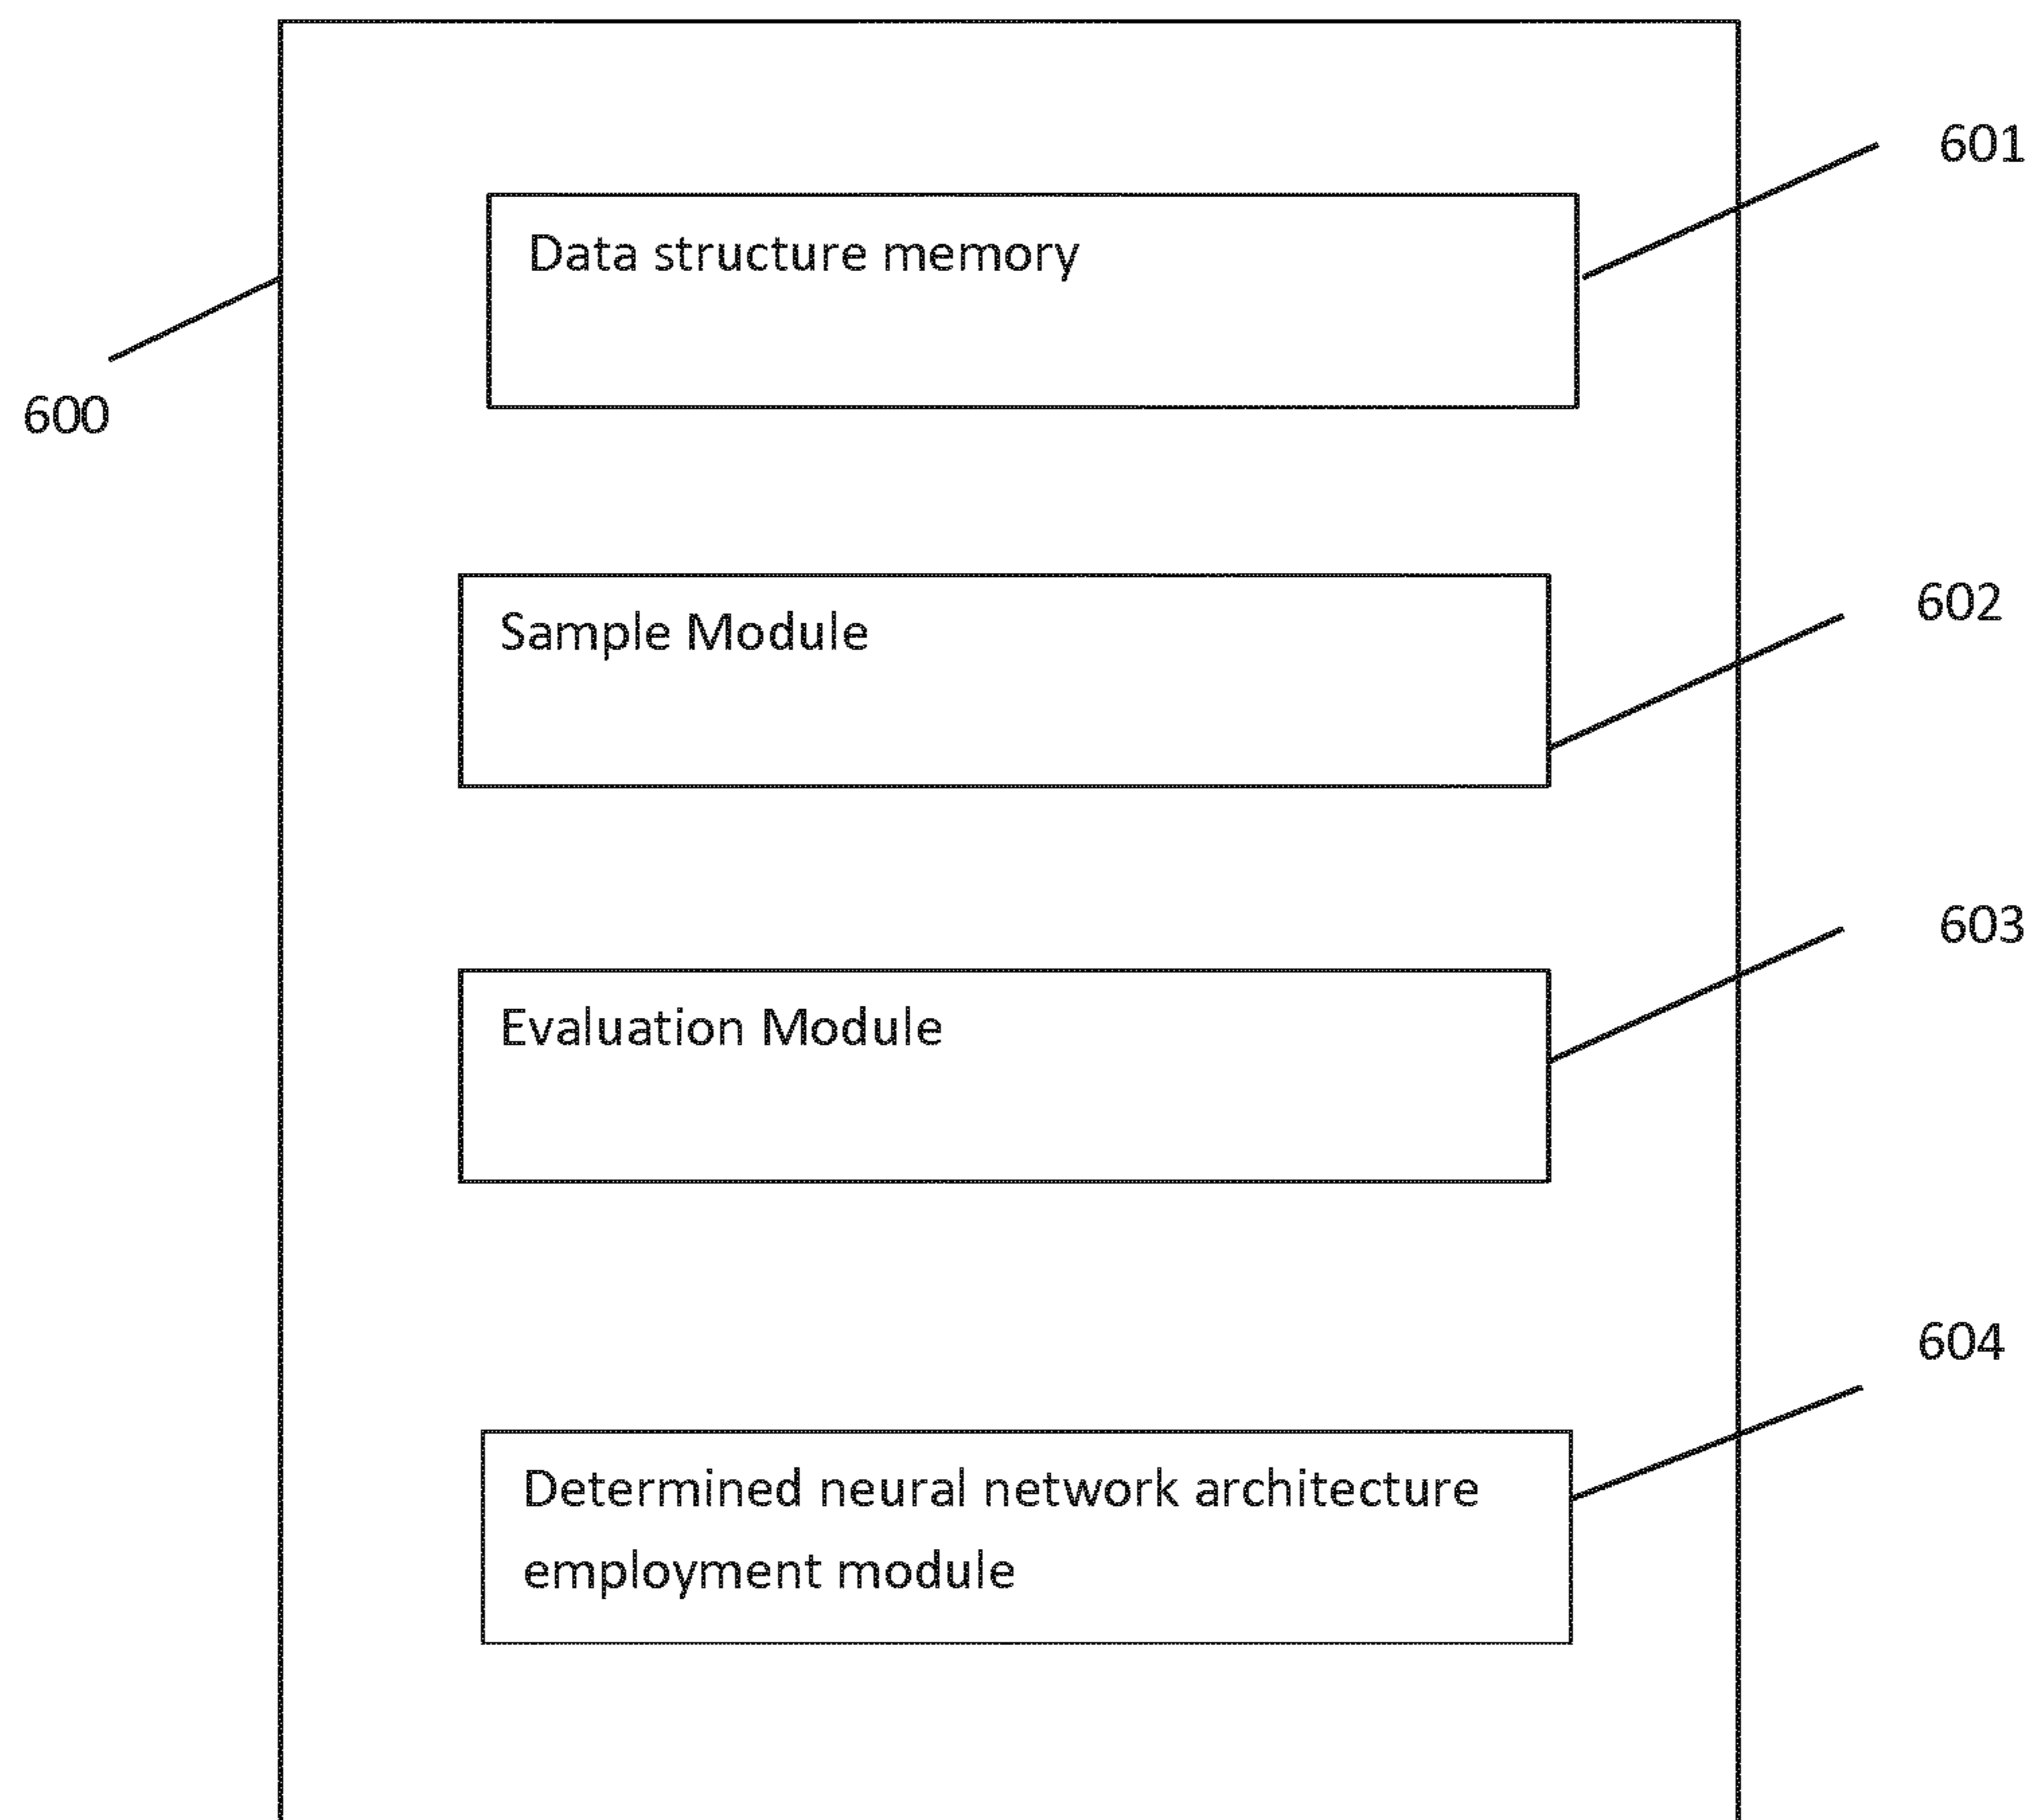 601
Data structure memory
600
602
Sample Module
603
Evaluation Module
604
Determined neural network architecture
employment module